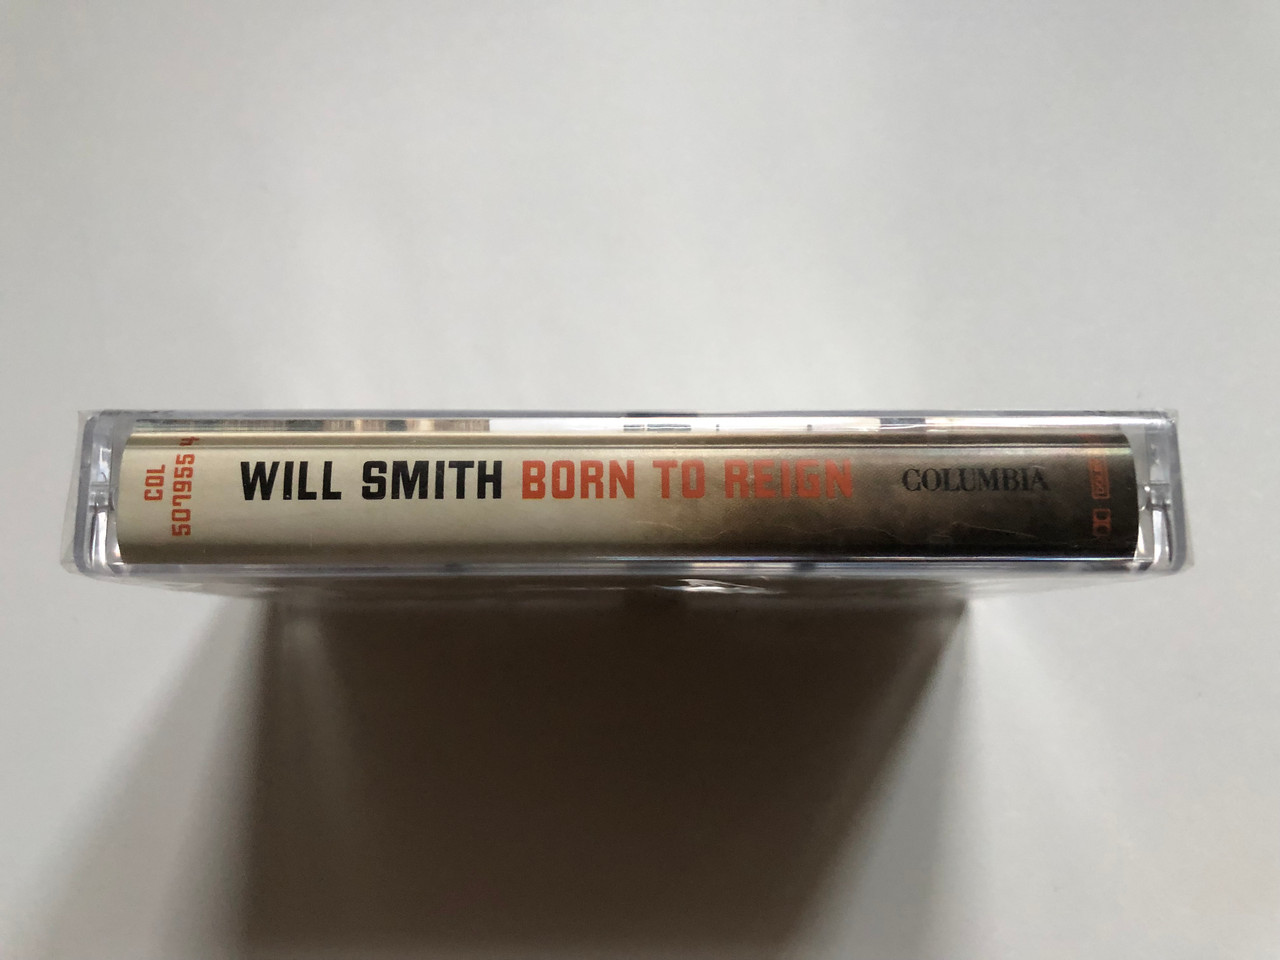 COL
507955 4
WILL SMITH BORN TO REIGN
COLUMBIA